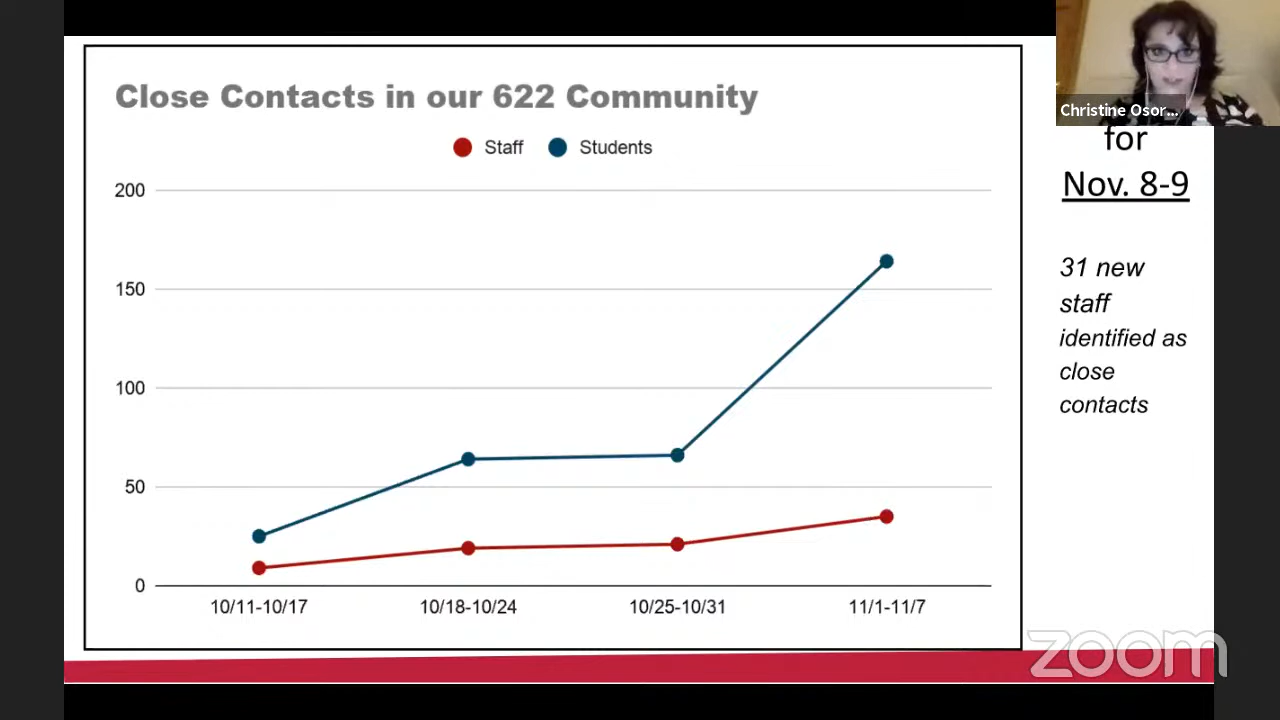 Close Contacts in our 622 Community
Staff
Students
200
150
100
50
0
10/11-10/17
10/18-10/24
10/25-10/31
11/1-11/7
Christine Osor...
for
Nov. 8-9
31 new
staff
identified as
close
contacts
zoom